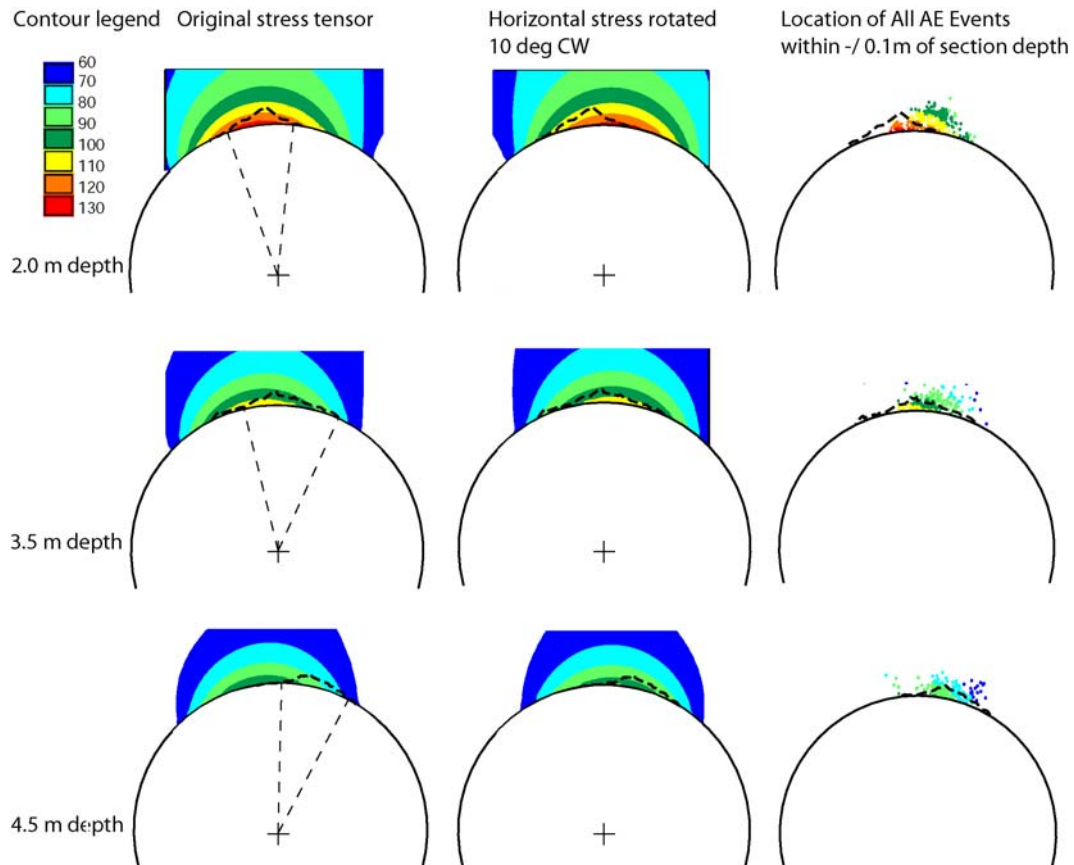 Contour legend
Original stress tensor
Horizontal stress rotated
10 deg CW
Location of All AE Events
within -/ 0.1m of section depth
60
70
80
90
100
110
120
130
2.0 m depth
3.5 m depth
4.5 m depth